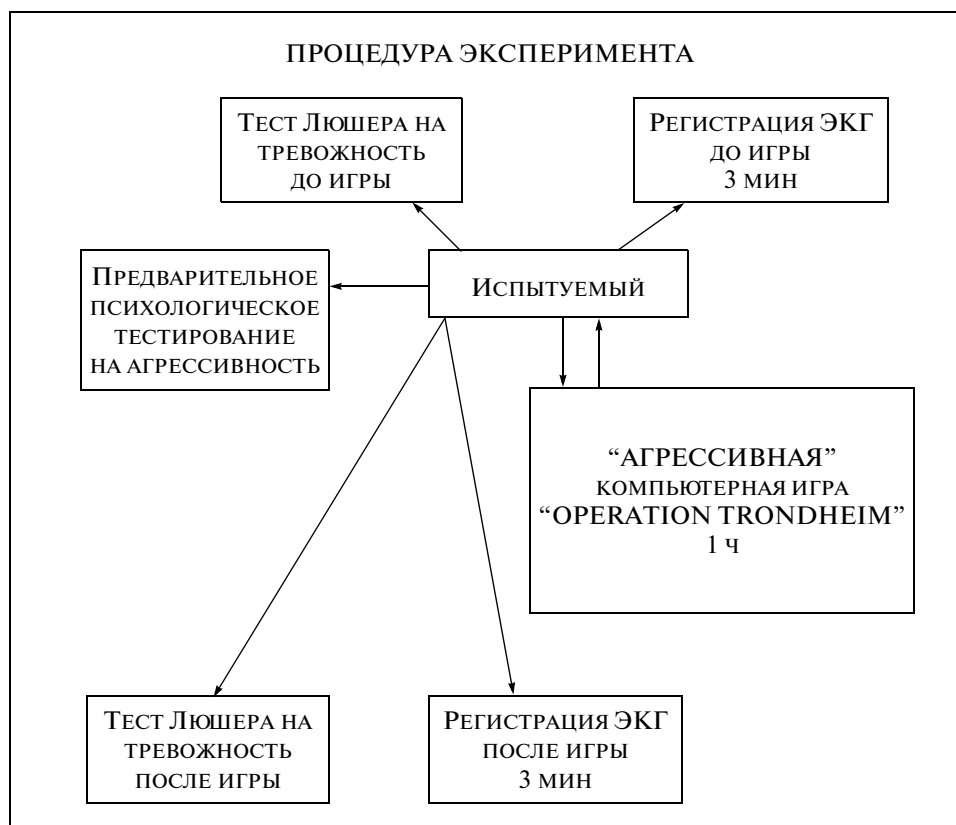 ПРОЦЕДУРА ЭКСПЕРИМЕНТА
ТЕСТ ЛЮШЕРА НА
ТРЕВОЖНОСТЬ
ДО ИГРЫ
РЕГИСТРАЦИЯ ЭКГ
ДО ИГРЫ
3 МИН
ПРЕДВАРИТЕЛЬНОЕ
ПСИХОЛОГИЧЕСКОЕ
ТЕСТИРОВАНИЕ
НА АГРЕССИВНОСТЬ
ИСПЫТУЕМЫЙ
“АГРЕССИВНАЯ”
КОМПЬЮТЕРНАЯ ИГРА
“OPERATION TRONDHEIM”
1 Ч
ТЕСТ ЛЮШЕРА НА
ТРЕВОЖНОСТЬ
ПОСЛЕ ИГРЫ
РЕГИСТРАЦИЯ ЭКГ
ПОСЛЕ ИГРЫ
3 МИН